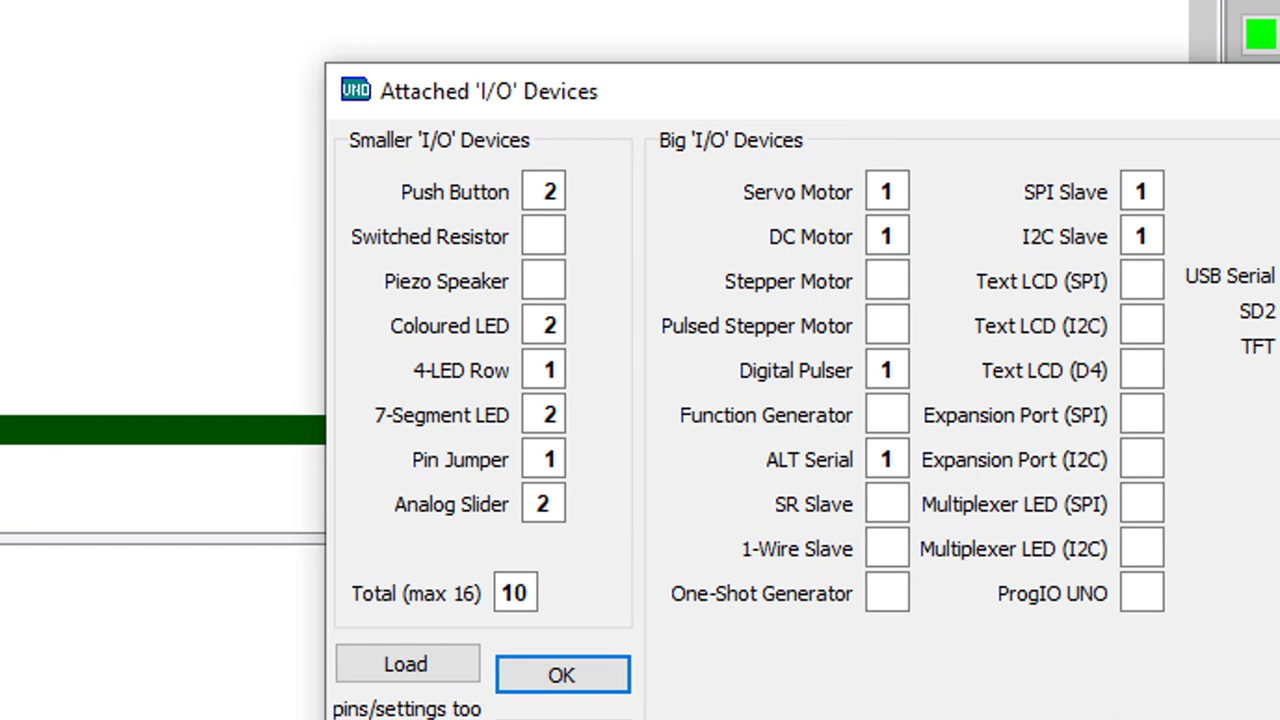 UNO Attached 'I/O' Devices
Smaller 'I/O' Devices
Push Button 2
Switched Resistor
Piezo Speaker
Coloured LED 2
4-LED Row 1
7-Segment LED 2
Pin Jumper 1
Analog Slider 2
Total (max 16) 10
Load
OK
pins/settings too
Big 'I/O' Devices
Servo Motor 1
DC Motor 1
Stepper Motor
Pulsed Stepper Motor
Digital Pulser 1
Function Generator
ALT Serial 1
SR Slave
1-Wire Slave
One-Shot Generator
SPI Slave 1
I2C Slave 1
Text LCD (SPI)
Text LCD (I2C)
Text LCD (D4)
Expansion Port (SPI)
Expansion Port (I2C)
Multiplexer LED (SPI)
Multiplexer LED (I2C)
ProgIO UNO
USB Serial
SD2
TFT